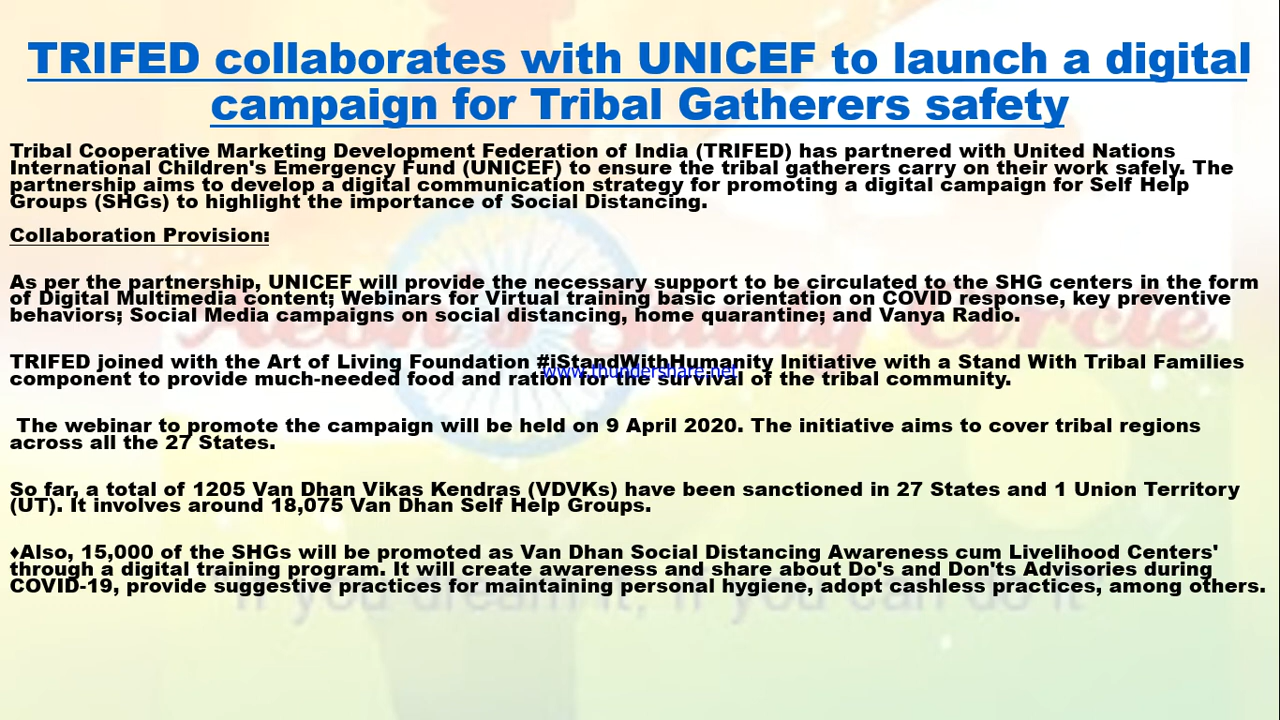 TRIFED collaborates with UNICEF to launch a digital
campaign for Tribal Gatherers safety
Tribal Cooperative Marketing Development Federation of India (TRIFED) has partnered with United Nations
International Children's Emergency Fund (UNICEF) to ensure the tribal gatherers carry on their work safely. The
partnership aims to develop a digital communication strategy for promoting a digital campaign for Self Help
Groups (SHGs) to highlight the importance of Social Distancing.
Collaboration Provision:
As per the partnership, UNICEF will provide the necessary support to be circulated to the SHG centers in the form
of Digital Multimedia content; Webinars for Virtual training basic orientation on COVID response, key preventive
behaviors; Social Media campaigns on social distancing, home quarantine; and Vanya Radio.
TRIFED joined with the Art of Living Foundation #iStandWithHumanity Initiative with a Stand With Tribal Families
www.thundershare.net
component to provide much-needed food and ration for the survival of the tribal community.
The webinar to promote the campaign will be held on 9 April 2020. The initiative aims to cover tribal regions
across all the 27 States.
So far, a total of 1205 Van Dhan Vikas Kendras (VDVKs) have been sanctioned in 27 States and 1 Union Territory
(UT). It involves around 18,075 Van Dhan Self Help Groups.
♦Also, 15,000 of the SHGs will be promoted as Van Dhan Social Distancing Awareness cum Livelihood Centers'
through a digital training program. It will create awareness and share about Do's and Don'ts Advisories during
COVID-19, provide suggestive practices for maintaining personal hygiene, adopt cashless practices, among others.
If you dream it, If you can do it